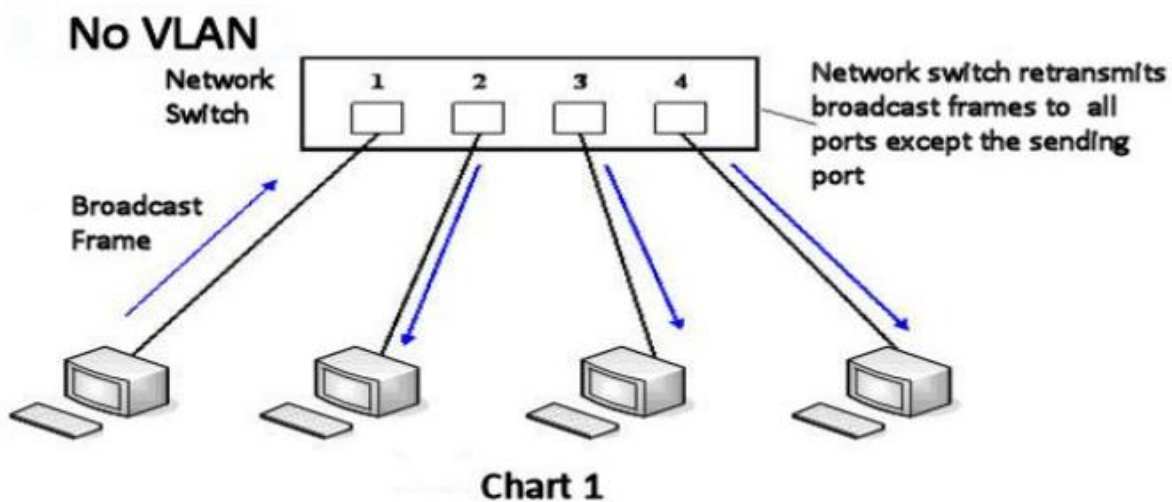 No VLAN
Network
Switch
1 2 3 4
Network switch retransmits
broadcast frames to all
ports except the sending
port
Broadcast
Frame
Chart 1